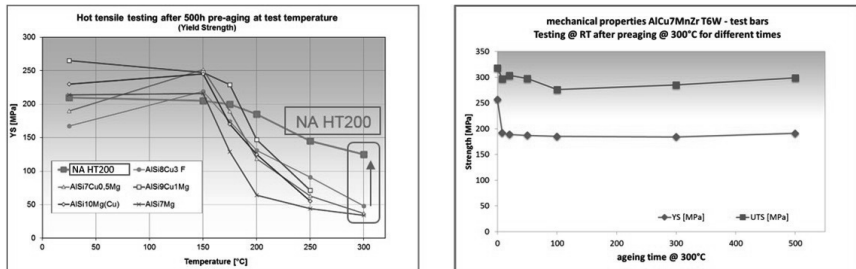 Hot tensile testing after 500h pre-aging at test temperature
(Yield Strength)
300
250
200
150
100
50
0
YS [MPa]
NA HT200
NA HT200
AlSi8Cu3 F
AlSi7Cu0,5Mg
AlSi9Cu1Mg
AlSi10Mg(Cu)
AlSi7Mg
0
50
100
150
200
250
300
Temperature [°C]
mechanical properties AlCu7MnZr T6W - test bars
Testing @ RT after preaging @ 300°C for different times
350
300
250
200
150
100
50
0
Strength [MPa]
YS [MPa]
UTS [MPa]
0
100
200
300
400
500
ageing time @ 300°C